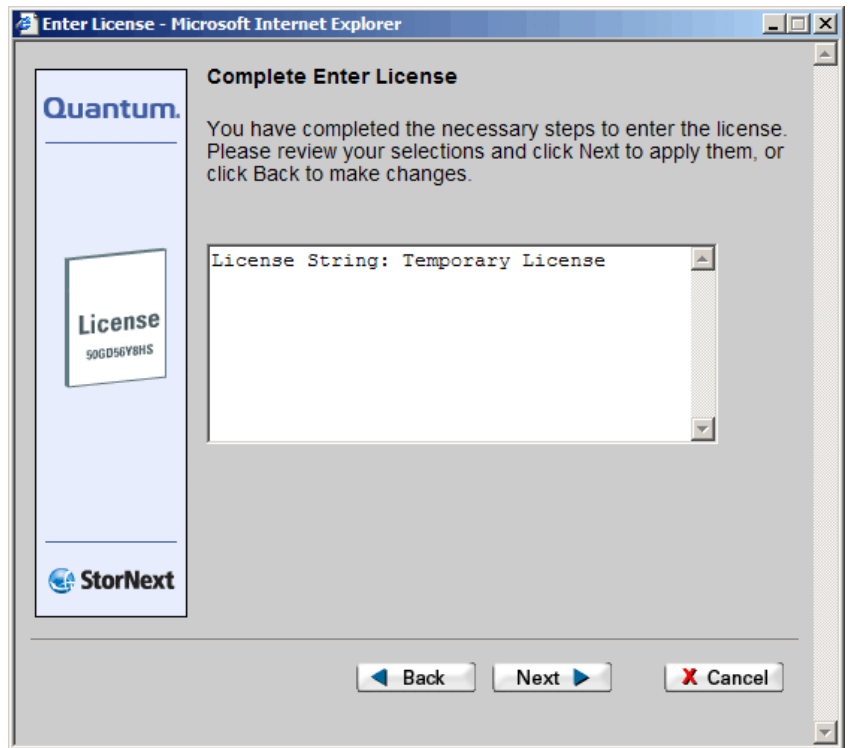 Enter License - Microsoft Internet Explorer
Quantum.
Complete Enter License
You have completed the necessary steps to enter the license.
Please review your selections and click Next to apply them, or
click Back to make changes.
License String: Temporary License
License
50GD56Y8HS
StorNext
Back
Next
X Cancel